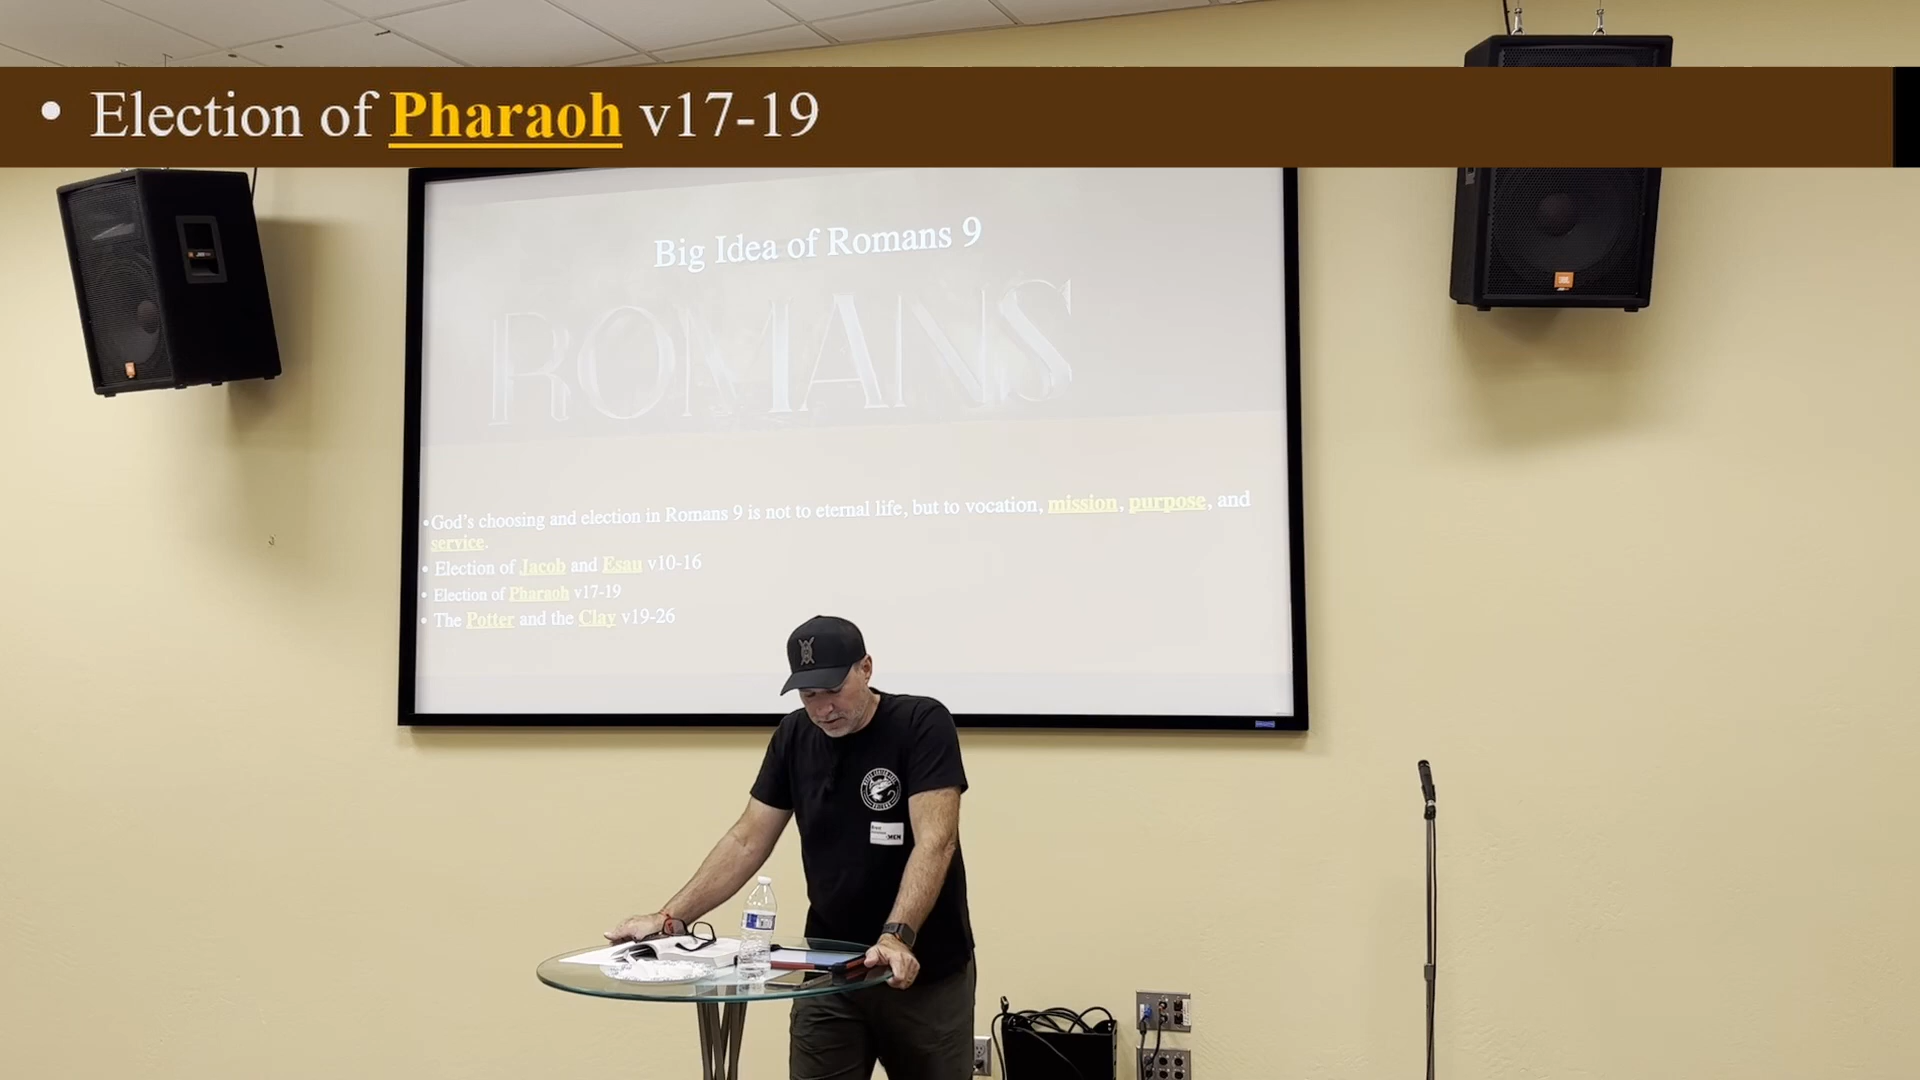 • Election of Pharaoh v17-19
Big Idea of Romans 9
ROMANS
• God's choosing and election in Romans 9 is not to eternal life, but to vocation, mission, purpose, and
service.
• Election of Jacob and Esau v10-16
• Election of Pharaoh v17-19
• The Potter and the Clay v19-26
MEN